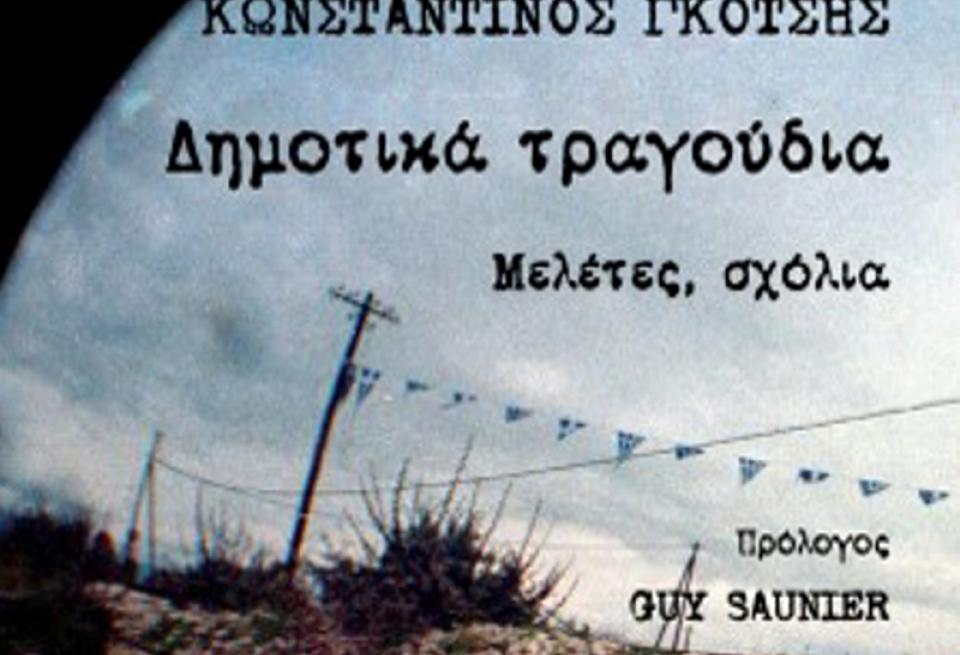 ΚΩΝΣΤΑΝΤΙΝΟΣ ΓΚΟΤΣΗΣ
Δημοτικά τραγούδια
Μελέτες, σχόλια
Πρόλογος
GUY SAUNIER